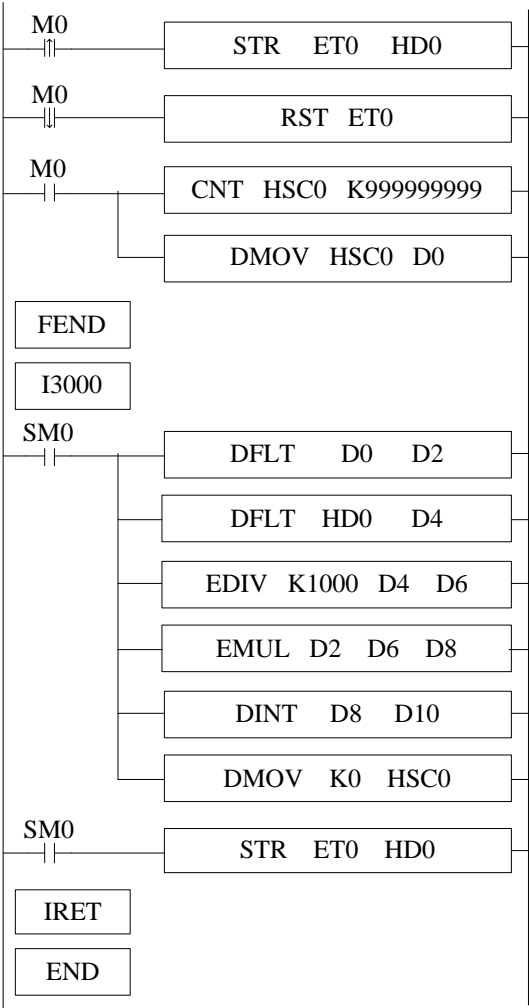 M0
STR ET0 HD0
M0
RST ET0
M0
CNT HSC0 K999999999
DMOV HSC0 D0
FEND
I3000
SM0
DFLT D0 D2
DFLT HD0 D4
EDIV K1000 D4 D6
EMUL D2 D6 D8
DINT D8 D10
DMOV K0 HSC0
SM0
STR ET0 HD0
IRET
END